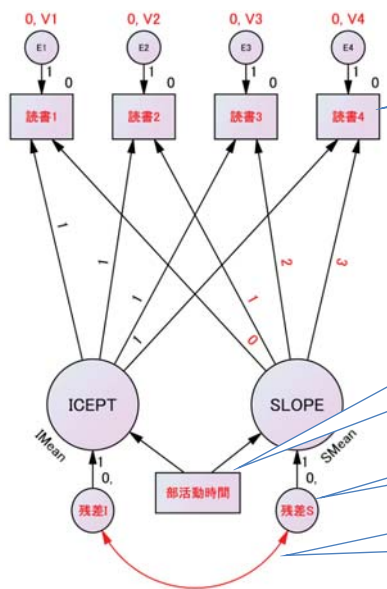 0, V1 0, V2 0, V3 0, V4
E1 E2 E3 E4
1 0 1 0 1 0 1 0
読書1 読書2 読書3 読書4
1 1 1 1 0 1 2 3
ICEPT SLOPE
IMean SMean
1 0, 1 0,
部活動時間
残差I 残差S